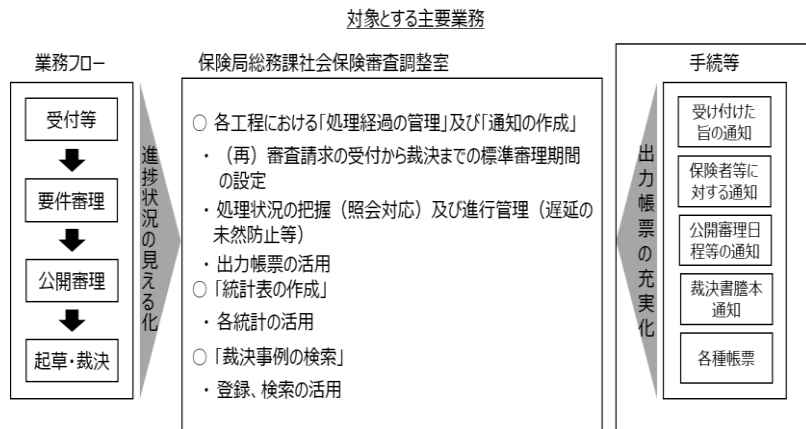 対象とする主要業務
業務フロー
受付等
要件審理
公開審理
起草・裁決
進捗状況の見える化
保険局総務課社会保険審査調整室
○ 各工程における「処理経過の管理」及び「通知の作成」
・ (再)審査請求の受付から裁決までの標準審理期間
の設定
・処理状況の把握(照会対応)及び進行管理(遅延の
未然防止等)
・出力帳票の活用
○「統計表の作成」
・各統計の活用
○「裁決事例の検索」
・登録、検索の活用
出力帳票の充実化
手続等
受け付けた
旨の通知
保険者等に
対する通知
公開審理日
程等の通知
裁決書謄本
通知
各種帳票